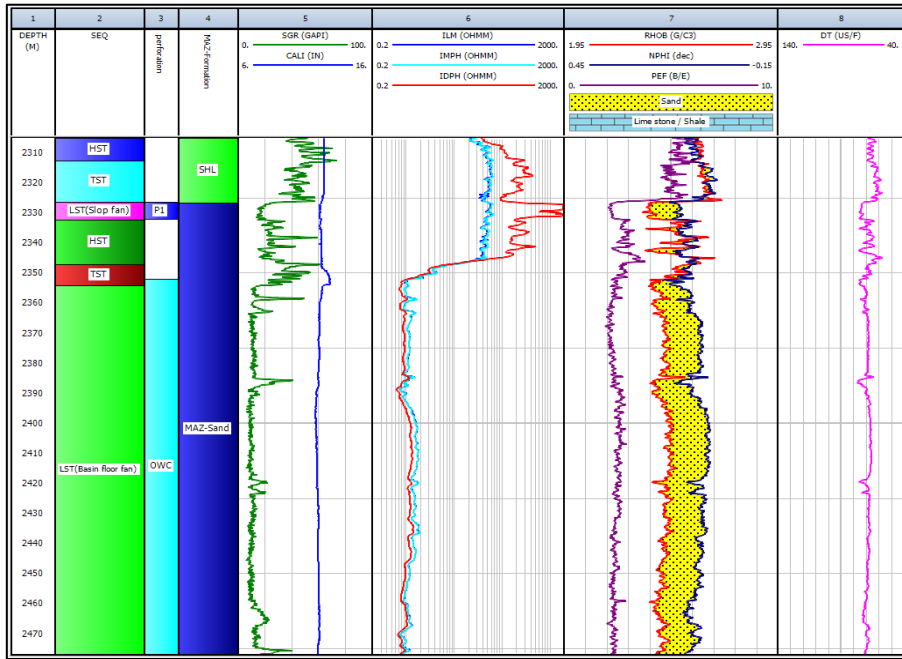 1 2 3 4 5 6 7 8
DEPTH (M)
SEQ
perforation
MAZ-Formation
SGR (GAPI)
0. 100.
CALI (IN)
6. 16.
ILM (OHMM)
0.2 2000.
IMPH (OHMM)
0.2 2000.
IDPH (OHMM)
0.2 2000.
RHOB (G/C3)
1.95 2.95
NPHI (dec)
0.45 -0.15
PEF (B/E)
0. 10.
Sand
Lime stone / Shale
DT (US/F)
140. 40.
2310
2320
2330
2340
2350
2360
2370
2380
2390
2400
2410
2420
2430
2440
2450
2460
2470
HST
TST
LST(Slop fan)
HST
TST
LST(Basin floor fan)
P1
OWC
SHL
MAZ-Sand